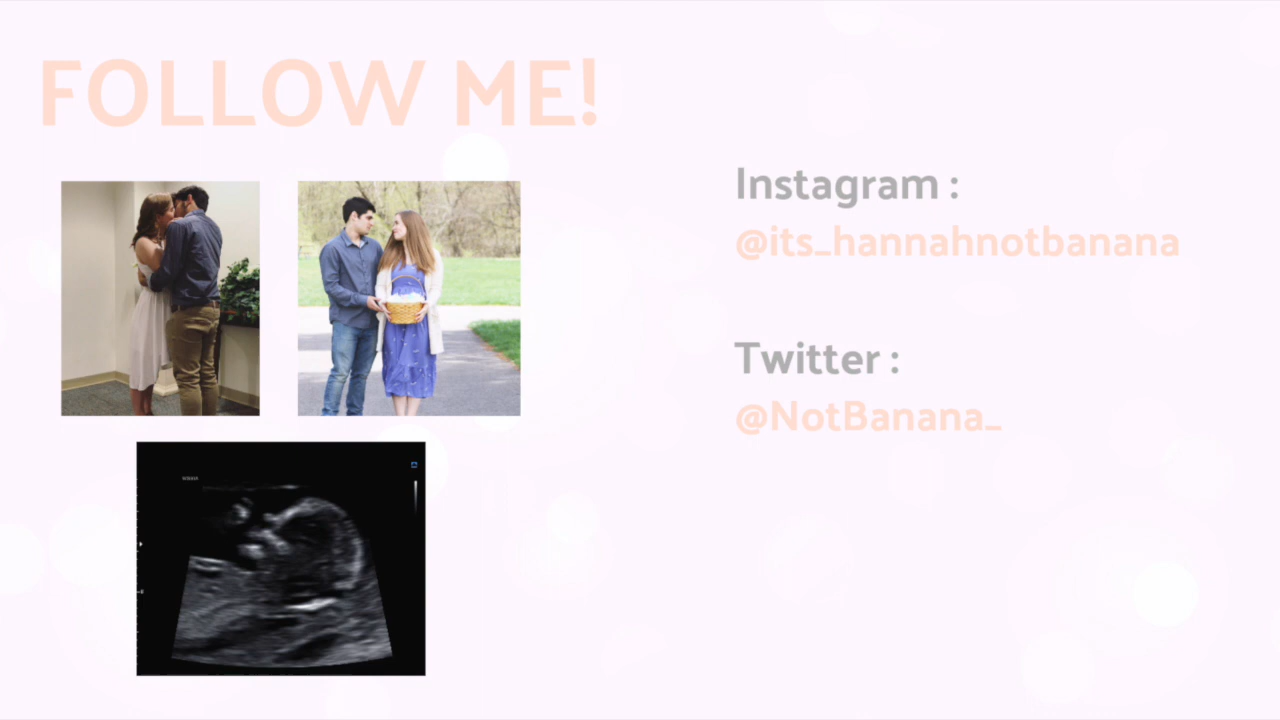 FOLLOW ME!
Instagram :
@its_hannahnotbanana
Twitter :
@NotBanana_